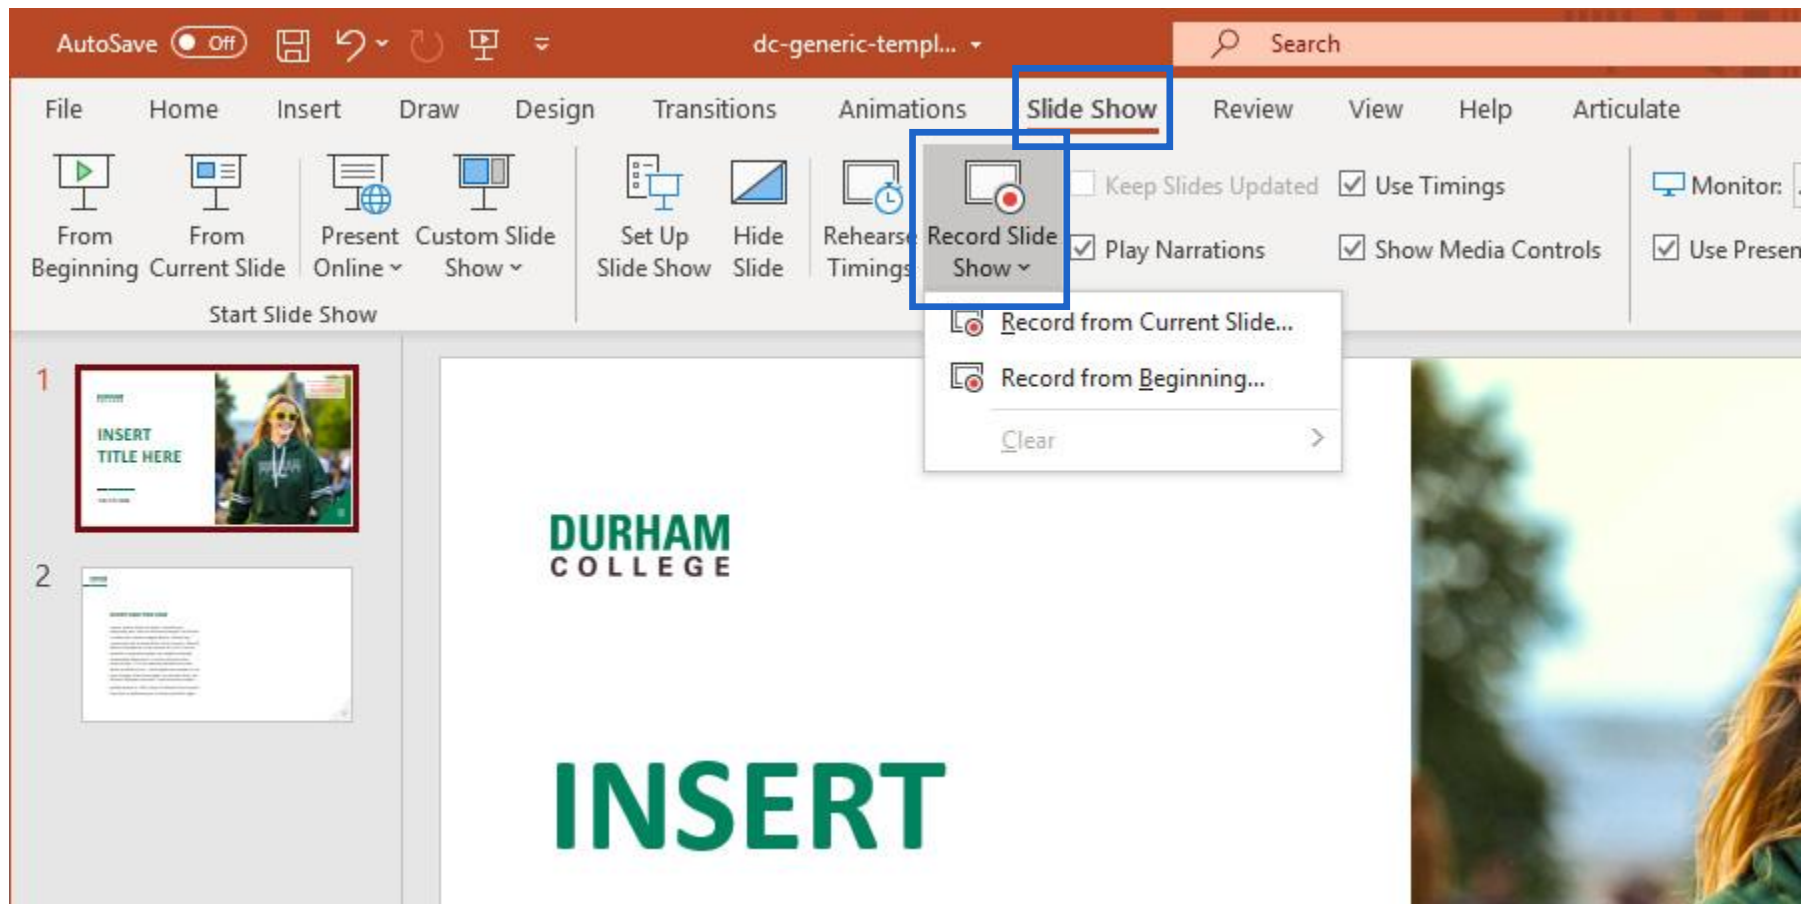 AutoSave Off dc-generic-templ... Search
File Home Insert Draw Design Transitions Animations Slide Show Review View Help Articulate
From Beginning
From Current Slide
Present Online
Custom Slide Show
Set Up Slide Show
Hide Slide
Rehearse Timings
Record Slide Show
Keep Slides Updated
Use Timings
Monitor:
Play Narrations
Show Media Controls
Use Presen
Start Slide Show
Record from Current Slide...
Record from Beginning...
Clear
1
INSERT
TITLE HERE
2
DURHAM
COLLEGE
INSERT